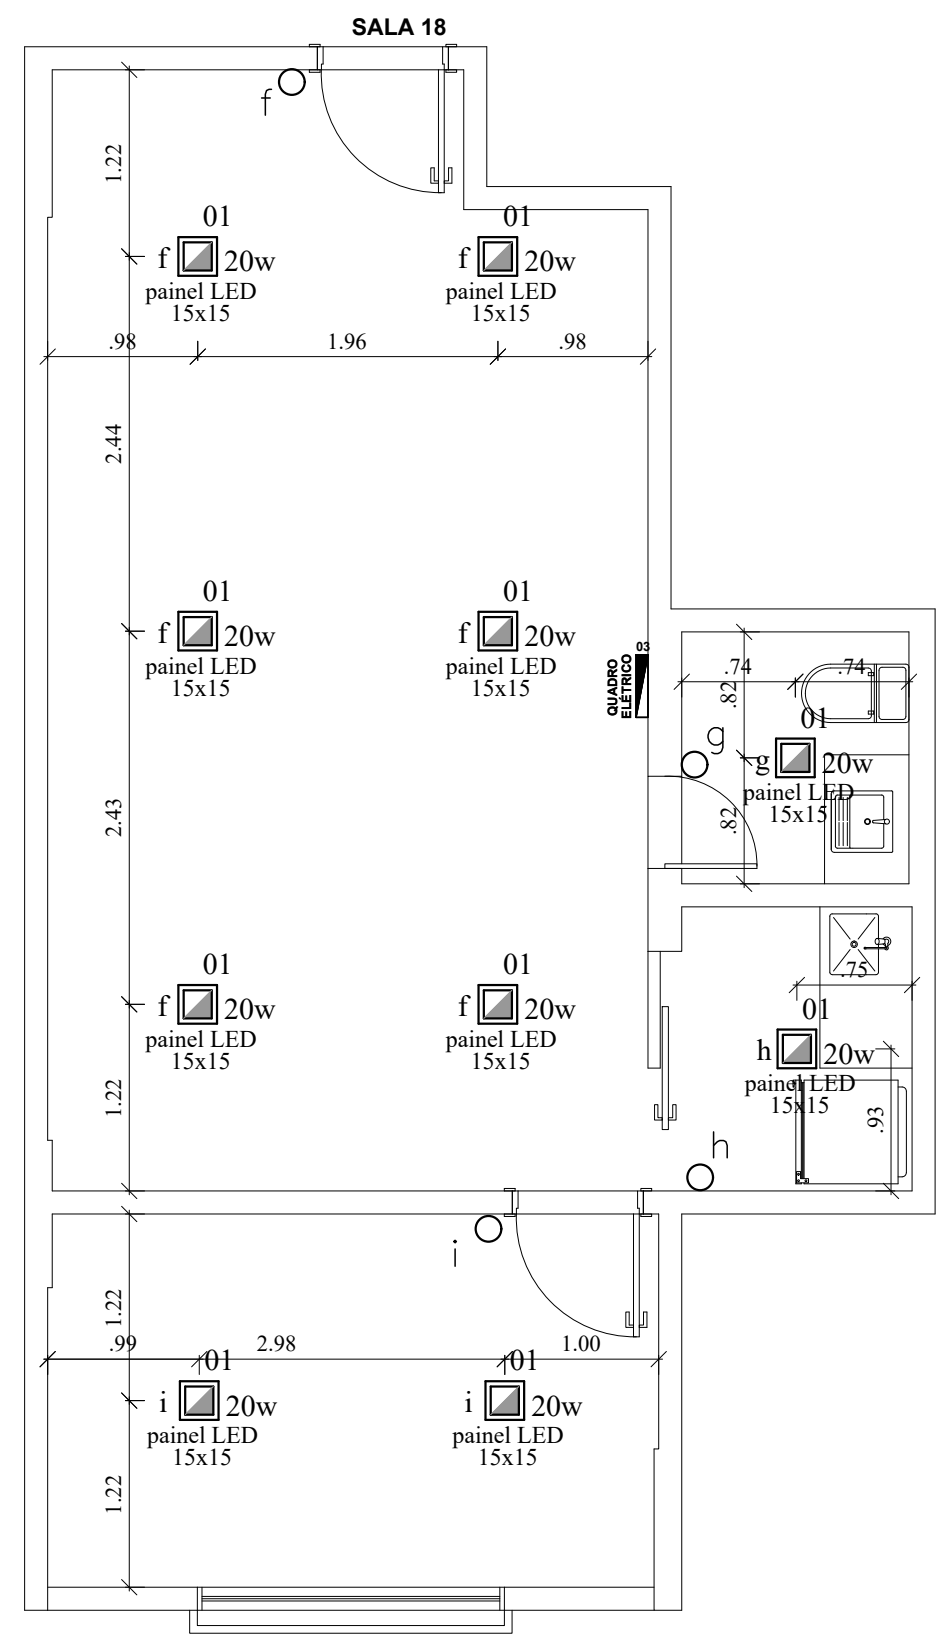 SALA 18
f
1.22
01
f 20w
painel LED
15x15
01
f 20w
painel LED
15x15
.98
1.96
.98
2.44
01
f 20w
painel LED
15x15
01
f 20w
painel LED
15x15
03
QUADRO
ELÉTRICO
.74
.74
.82
01
g
g 20w
painel LED
15x15
.82
2.43
01
f 20w
painel LED
15x15
01
f 20w
painel LED
15x15
.75
01
h 20w
painel LED
15x15
.93
1.22
h
i
1.22
.99
2.98
1.00
01
i 20w
painel LED
15x15
01
i 20w
painel LED
15x15
1.22